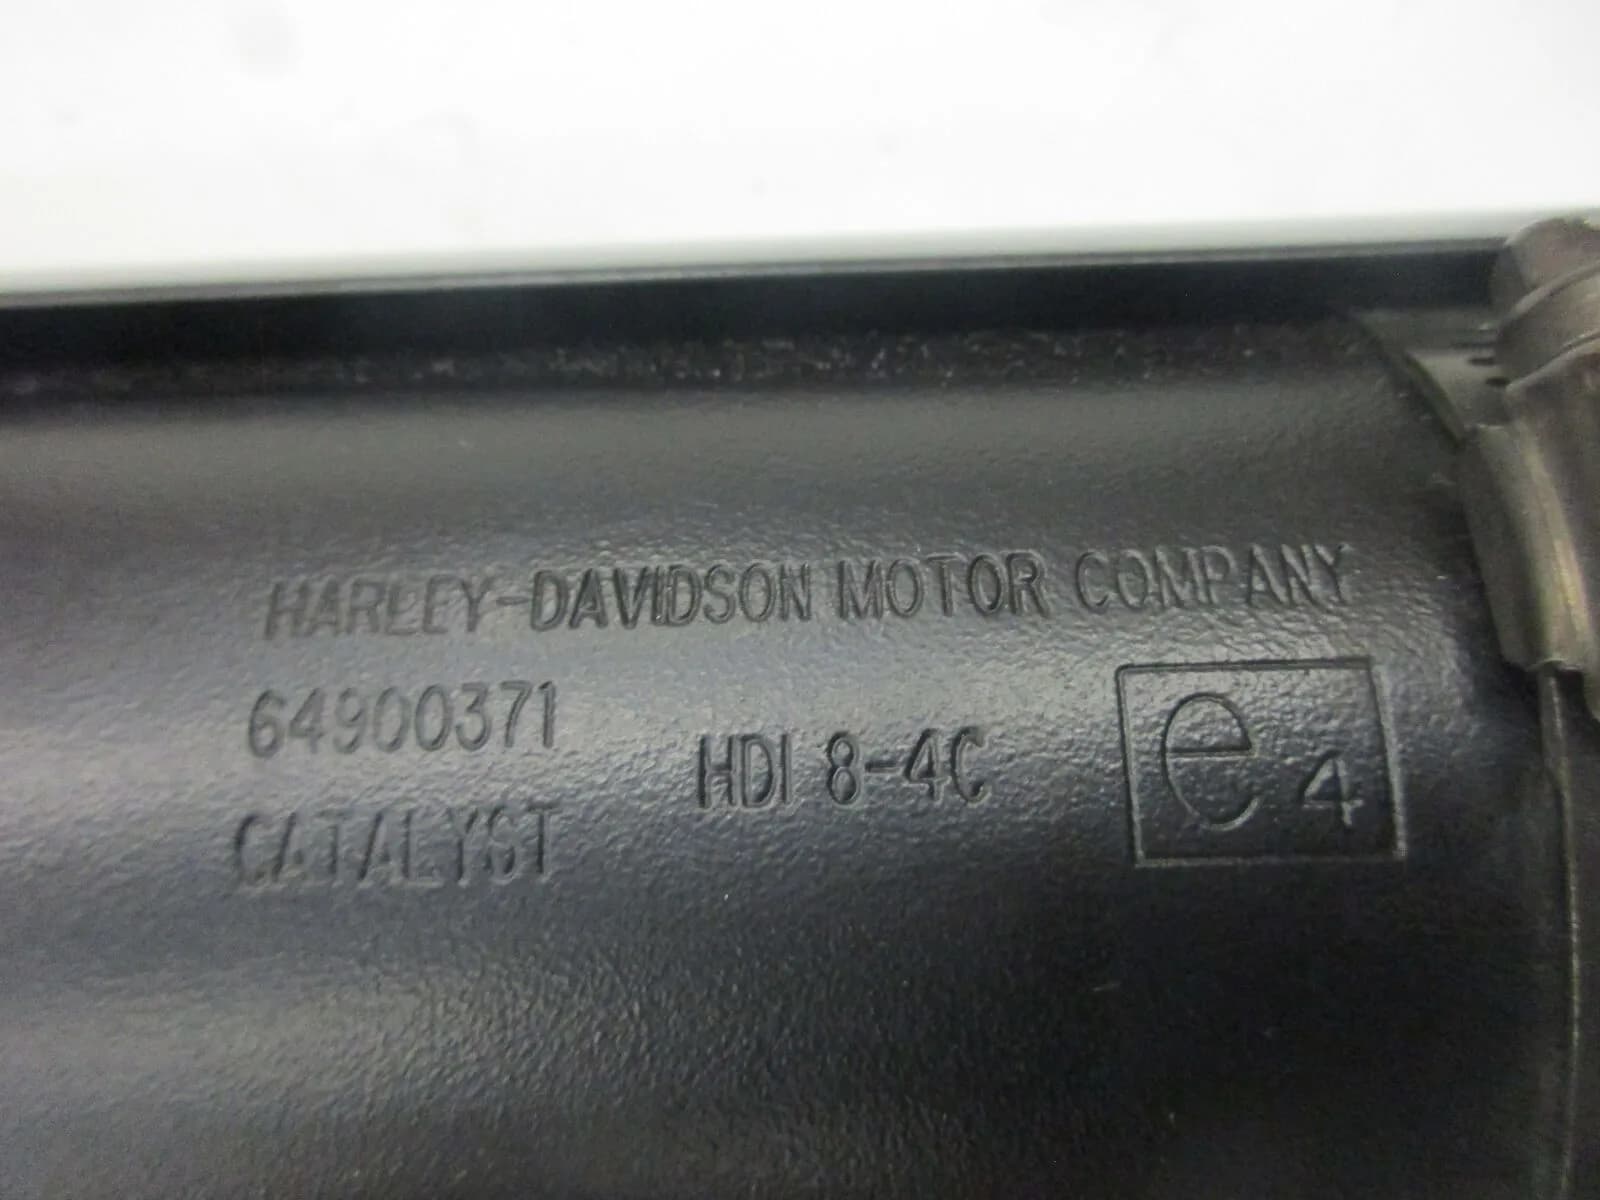 HARLEY-DAVIDSON MOTOR COMPANY
64900371
HDI 8-4C
e4
CATALYST